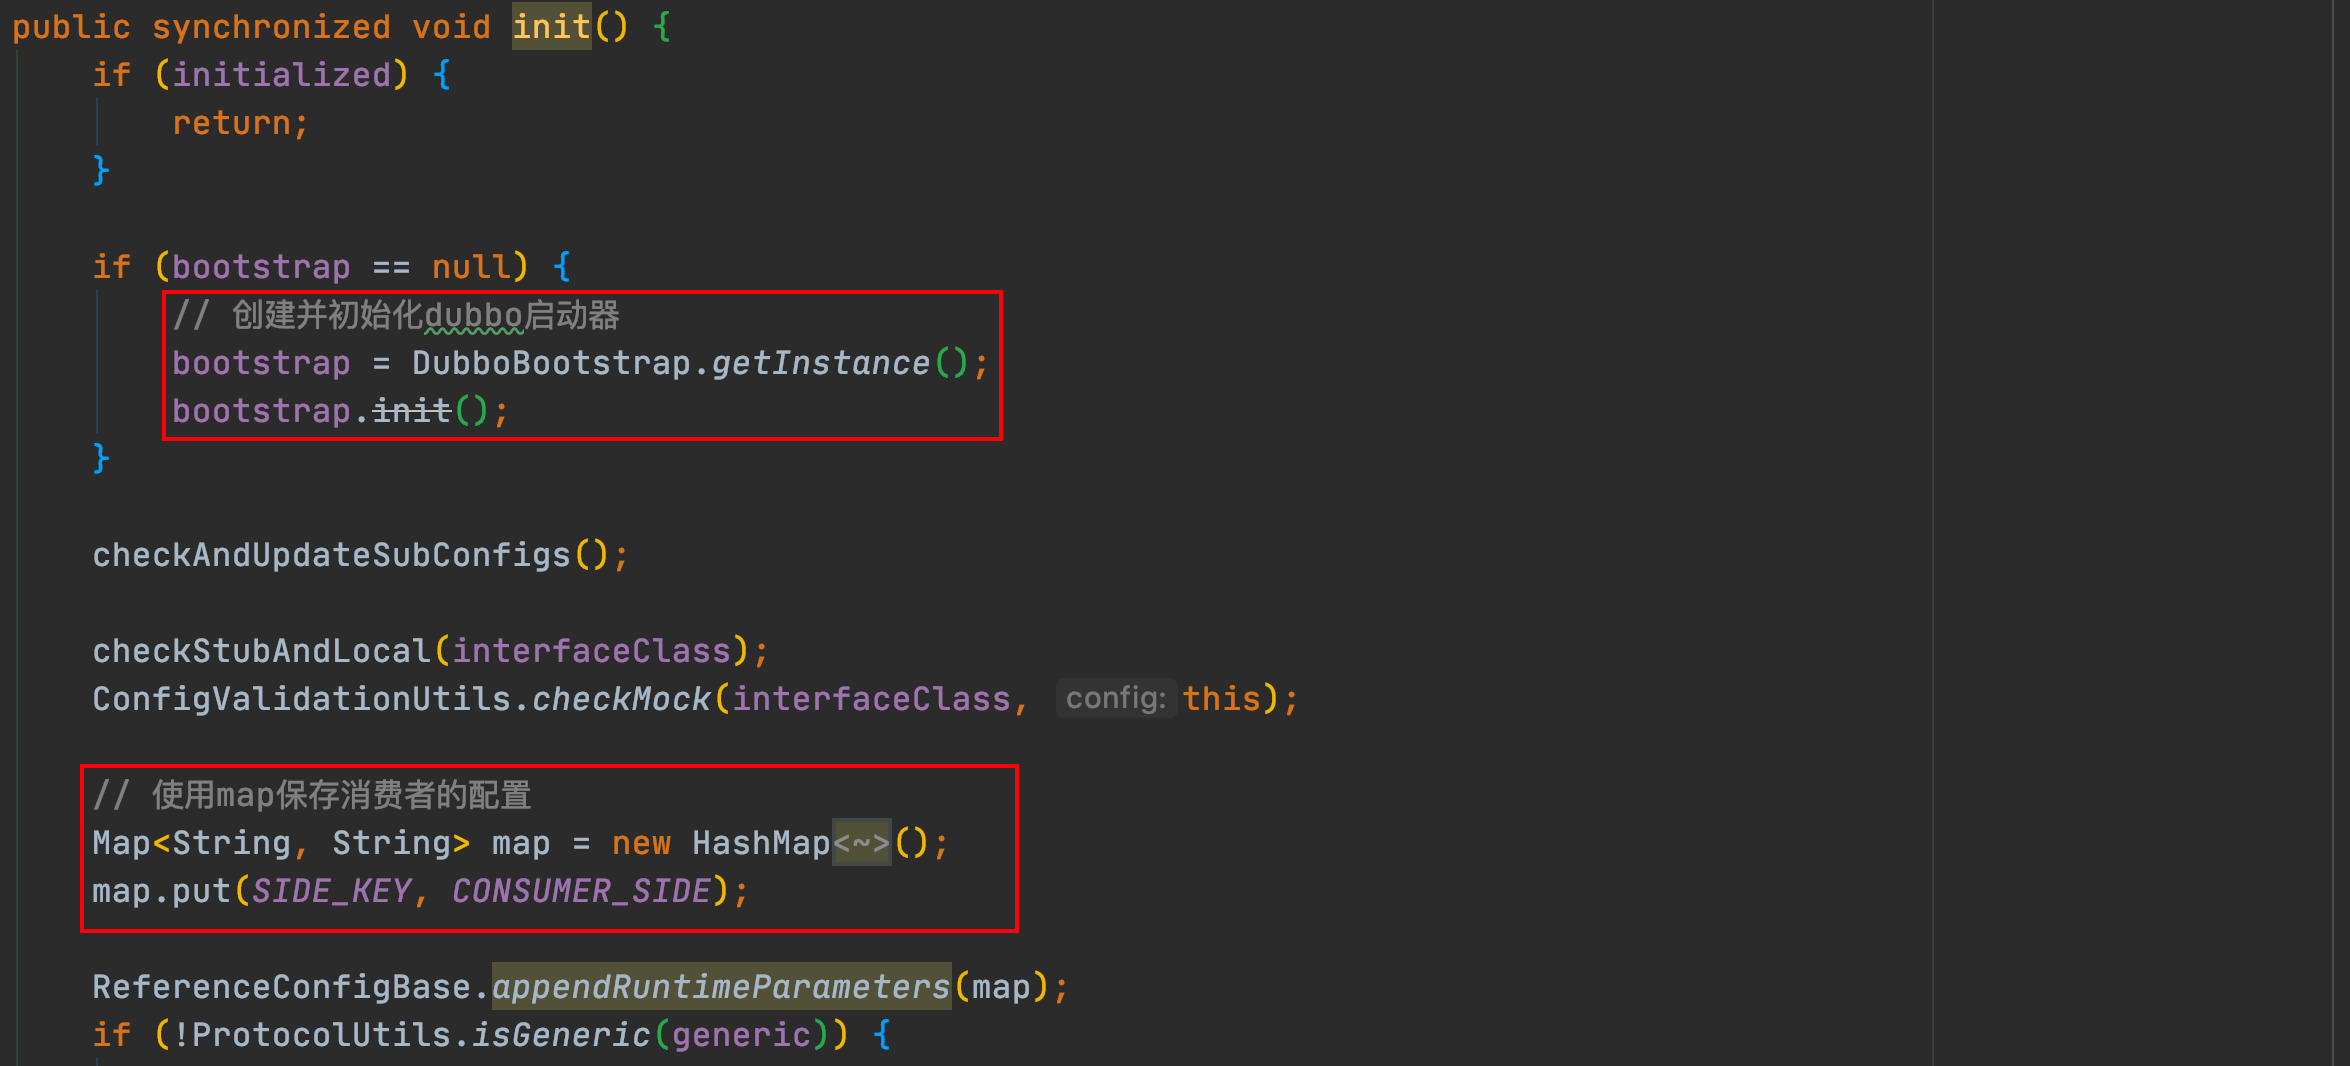 public synchronized void init() {
    if (initialized) {
        return;
    }

    if (bootstrap == null) {
        // 创建并初始化dubbo启动器
        bootstrap = DubboBootstrap.getInstance();
        bootstrap.init();
    }

    checkAndUpdateSubConfigs();

    checkStubAndLocal(interfaceClass);
    ConfigValidationUtils.checkMock(interfaceClass, config: this);

    // 使用map保存消费者的配置
    Map<String, String> map = new HashMap<~>();
    map.put(SIDE_KEY, CONSUMER_SIDE);

    ReferenceConfigBase.appendRuntimeParameters(map);
    if (!ProtocolUtils.isGeneric(generic)) {